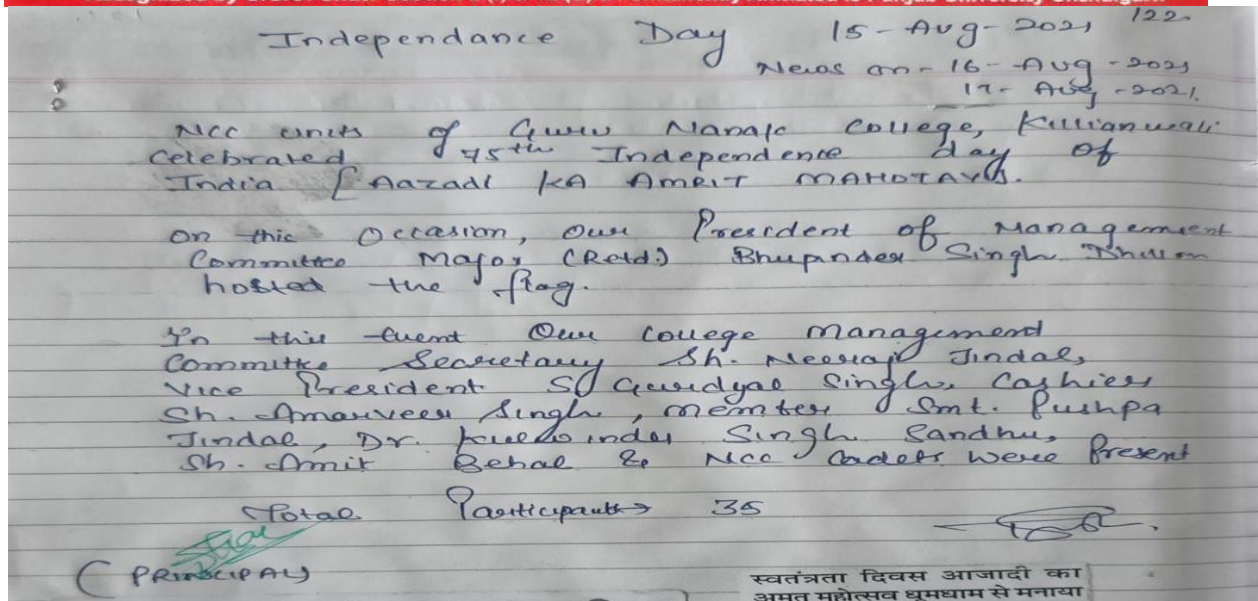 /22
Independance Day 15-Aug-2021
News on - 16-Aug-2021
17-Aug-2021.
NCC units of Guru Nanak College, Killianwali
Celebrated 75th Independence day of
India [Aazadi KA AMRIT MAHOTAVS.
On this Occasion, Our President of Management
Committee Major (Retd.) Bhupinder Singh Dhillon
hosted the flag.
In this Event Our College Management
Committee Secretary Sh. Neeraj Jindal,
Vice President S. Gurdyal Singh, Cashier
Sh. Amarveer Singh, member Smt. Pushpa
Jindal, Dr. Kulwinder Singh Sandhu,
Sh. Amit Behal & NCC Cadets were Present
Total Participants → 35
(PRINCIPAL)
स्वतंत्रता दिवस आजादी का
अमृत महोत्सव धूमधाम से मनाया